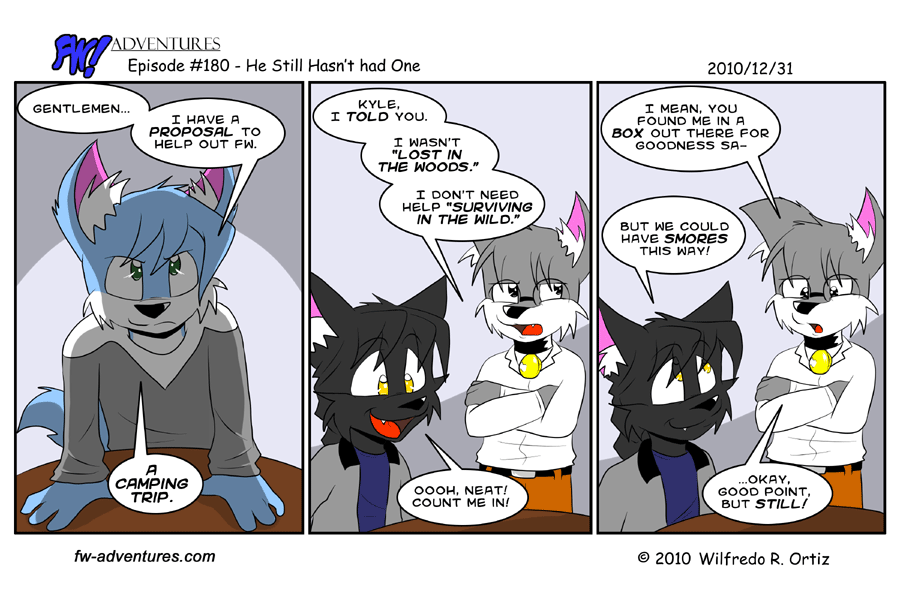 FW! ADVENTURES
Episode #180 - He Still Hasn't had One
2010/12/31
GENTLEMEN...
I HAVE A
PROPOSAL TO
HELP OUT FW.
A
CAMPING
TRIP.
KYLE,
I TOLD YOU.
I WASN'T
"LOST IN
THE WOODS."
I DON'T NEED
HELP "SURVIVING
IN THE WILD."
OOOH, NEAT!
COUNT ME IN!
I MEAN, YOU
FOUND ME IN A
BOX OUT THERE FOR
GOODNESS SA-
BUT WE COULD
HAVE SMORES
THIS WAY!
...OKAY,
GOOD POINT,
BUT STILL!
fw-adventures.com
© 2010 Wilfredo R. Ortiz